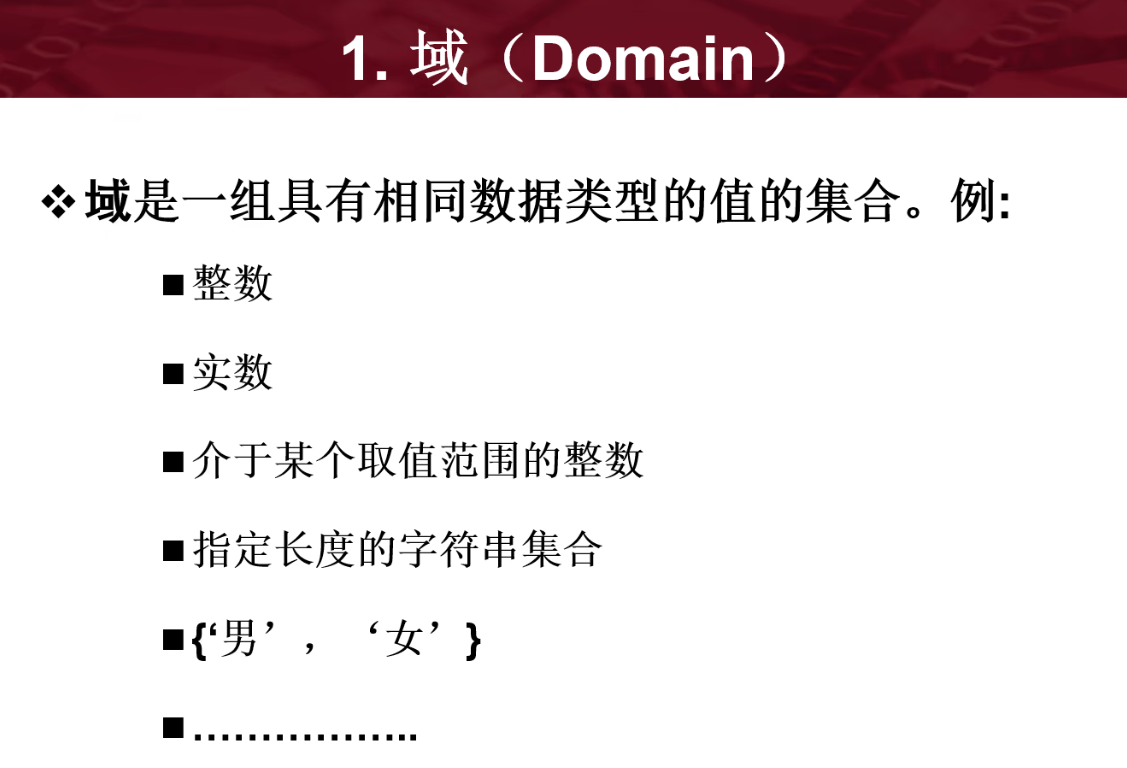 1. 域（Domain）
❖域是一组具有相同数据类型的值的集合。例:
■整数
■实数
■介于某个取值范围的整数
■指定长度的字符串集合
■{‘男’，‘女’}
■………………..